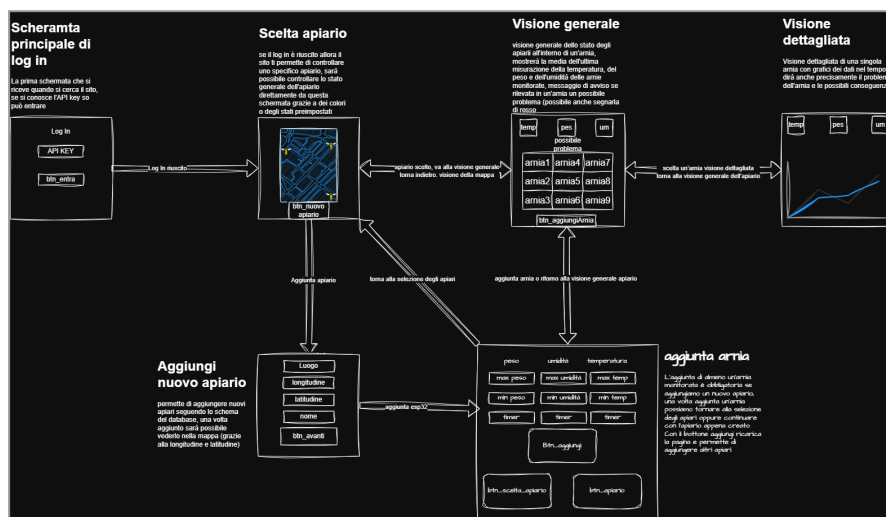 Scheramta
principale di
log in
La prima schermata che si
riceve quando si cerca il sito,
se si conosce l'API key so
può entrare
Log In
API KEY
btn_entra
Log In riuscito
Scelta apiario
se il log in è riuscito allora il
sito ti permette di controllare
uno specifico apiario, sarà
possibile controllare lo stato
generale dell'apiario
direttamente da questa
schermata grazie a dei colori
o degli stati preimpostati
btn_nuovo
apiario
apiario scelto, va alla visione generale
torna indietro. visione della mappa
Visione generale
visione generale dello stato degli
apiari all'interno di un'arnia,
mostrerà la media dell'ultima
misurazione della temperatura, del
peso e dell'umidità delle arnie
monitorate, messaggio di avviso se
rilevata in un'arnia un possibile
problema (possibile anche segnarla
di rosso
temp pes um
possibile
problema
arnia1 arnia4 arnia7
arnia2 arnia5 arnia8
arnia3 arnia6 arnia9
btn_aggiungiArnia
scelta un'arnia visione dettagliata
torna alla visione generale dell'apiario
Visione
dettagliata
Visione dettagliata di una singola
arnia con grafici dei dati nel tempo
dirà anche precisamente il problem
dell'arnia e le possibili conseguenz
temp pes um
Aggiunta apiario
torna alla selezione degli apiari
aggiunta arnia o ritorno alla visione generale apiario
Aggiungi
nuovo apiario
permette di aggiungere nuovi
apiari seguendo lo schema
del database, una volta
aggiunto sarà possibile
vederlo nella mappa (grazie
alla longitudine e latitudine)
Luogo
longitudine
latitudine
nome
btn_avanti
aggiunta esp32
peso umidità temperatura
max peso max umidità max temp
min peso min umidità min temp
timer timer timer
Btn_aggiungi
btn_scelta_apiario btn_apiario
aggiunta arnia
L'aggiunta di almeno un'arnia
monitorata è obbligatoria se
aggiungiamo un nuovo apiario,
una volta aggiunta un'arnia
possiamo tornare alla selezione
degli apiari oppure continuare
con l'apiario appena creato
Con il bottone aggiungi ricarica
la pagina e permette di
aggiungere altri apiari